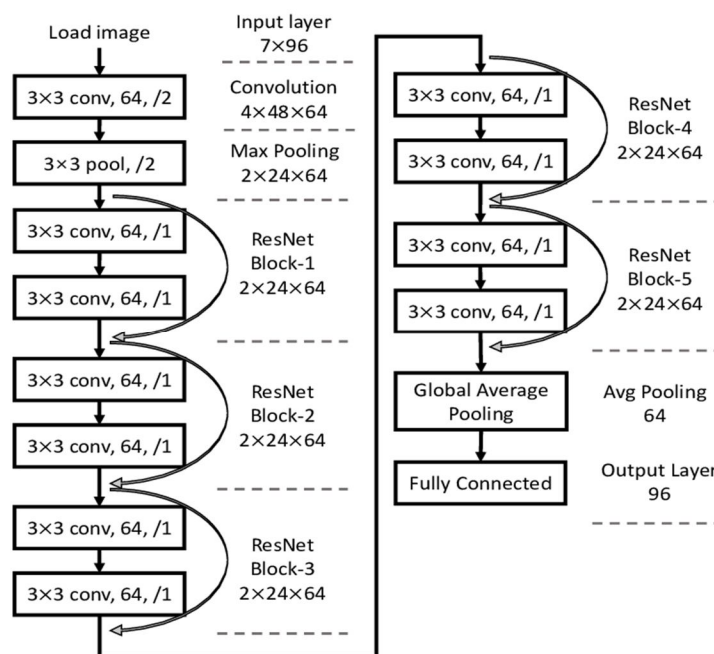 Load image
Input layer
7×96
3×3 conv, 64, /2
Convolution
4×48×64
3×3 pool, /2
Max Pooling
2×24×64
3×3 conv, 64, /1
3×3 conv, 64, /1
ResNet
Block-1
2×24×64
3×3 conv, 64, /1
3×3 conv, 64, /1
ResNet
Block-2
2×24×64
3×3 conv, 64, /1
3×3 conv, 64, /1
ResNet
Block-3
2×24×64
3×3 conv, 64, /1
3×3 conv, 64, /1
ResNet
Block-4
2×24×64
3×3 conv, 64, /1
3×3 conv, 64, /1
ResNet
Block-5
2×24×64
Global Average
Pooling
Avg Pooling
64
Fully Connected
Output Layer
96